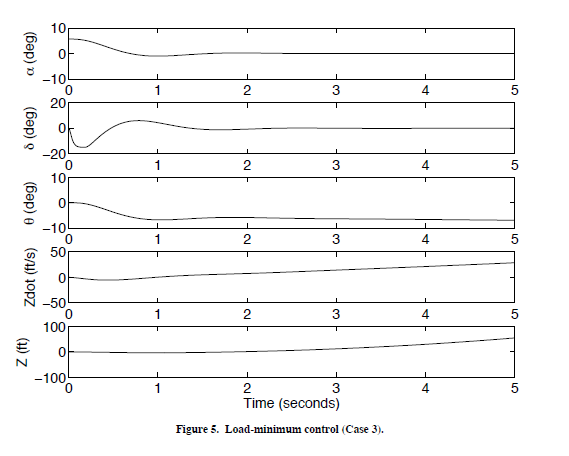 10
α (deg)
0
−10
0 1 2 3 4 5
20
δ (deg)
0
−20
0 1 2 3 4 5
10
θ (deg)
0
−10
0 1 2 3 4 5
50
Zdot (ft/s)
0
−50
0 1 2 3 4 5
100
Z (ft)
0
−100
0 1 2 3 4 5
Time (seconds)
Figure 5. Load-minimum control (Case 3).